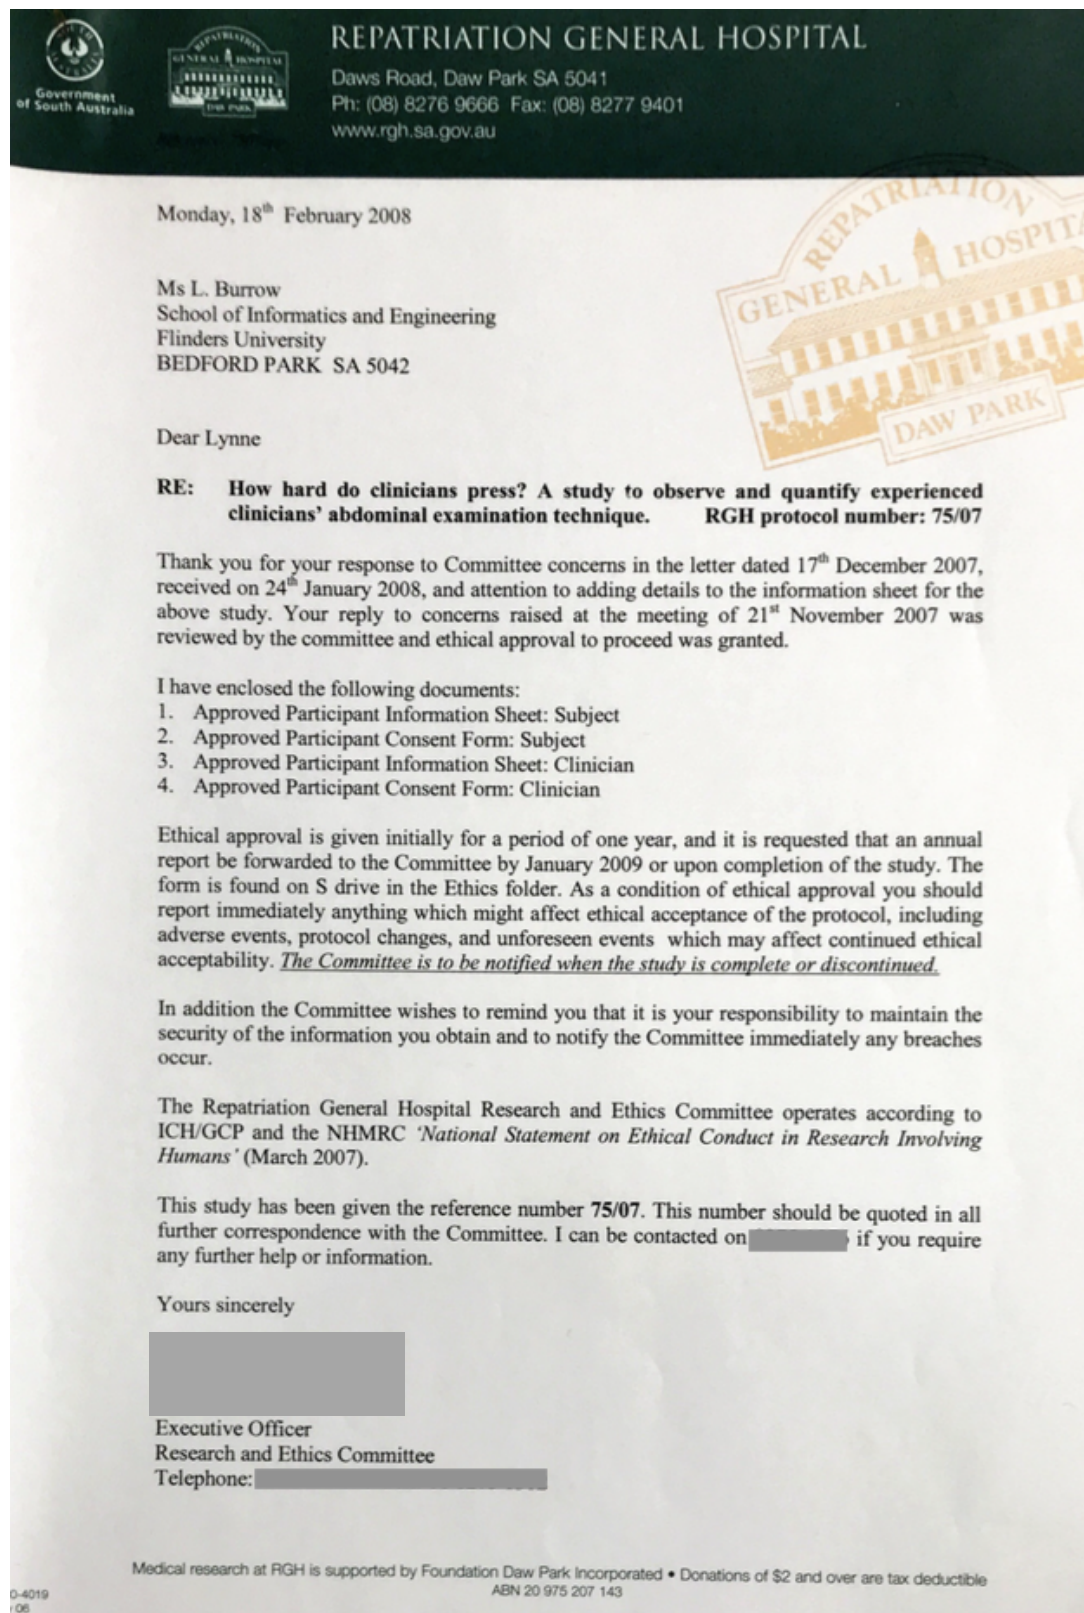 REPATRIATION GENERAL HOSPITAL
Daws Road, Daw Park SA 5041
Ph: (08) 8276 9666 Fax: (08) 8277 9401
www.rgh.sa.gov.au
Government
of South Australia
REPATRIATION
GENERAL HOSPITAL
DAW PARK
Monday, 18th February 2008
REPATRIATION
GENERAL HOSPITA
DAW PARK
Ms L. Burrow
School of Informatics and Engineering
Flinders University
BEDFORD PARK SA 5042
Dear Lynne
RE: How hard do clinicians press? A study to observe and quantify experienced
clinicians' abdominal examination technique. RGH protocol number: 75/07
Thank you for your response to Committee concerns in the letter dated 17th December 2007,
received on 24th January 2008, and attention to adding details to the information sheet for the
above study. Your reply to concerns raised at the meeting of 21st November 2007 was
reviewed by the committee and ethical approval to proceed was granted.
I have enclosed the following documents:
1. Approved Participant Information Sheet: Subject
2. Approved Participant Consent Form: Subject
3. Approved Participant Information Sheet: Clinician
4. Approved Participant Consent Form: Clinician
Ethical approval is given initially for a period of one year, and it is requested that an annual
report be forwarded to the Committee by January 2009 or upon completion of the study. The
form is found on S drive in the Ethics folder. As a condition of ethical approval you should
report immediately anything which might affect ethical acceptance of the protocol, including
adverse events, protocol changes, and unforeseen events which may affect continued ethical
acceptability. The Committee is to be notified when the study is complete or discontinued.
In addition the Committee wishes to remind you that it is your responsibility to maintain the
security of the information you obtain and to notify the Committee immediately any breaches
occur.
The Repatriation General Hospital Research and Ethics Committee operates according to
ICH/GCP and the NHMRC 'National Statement on Ethical Conduct in Research Involving
Humans' (March 2007).
This study has been given the reference number 75/07. This number should be quoted in all
further correspondence with the Committee. I can be contacted on if you require
any further help or information.
Yours sincerely
Executive Officer
Research and Ethics Committee
Telephone:
Medical research at RGH is supported by Foundation Daw Park Incorporated • Donations of $2 and over are tax deductible
ABN 20 975 207 143
0-4019
06